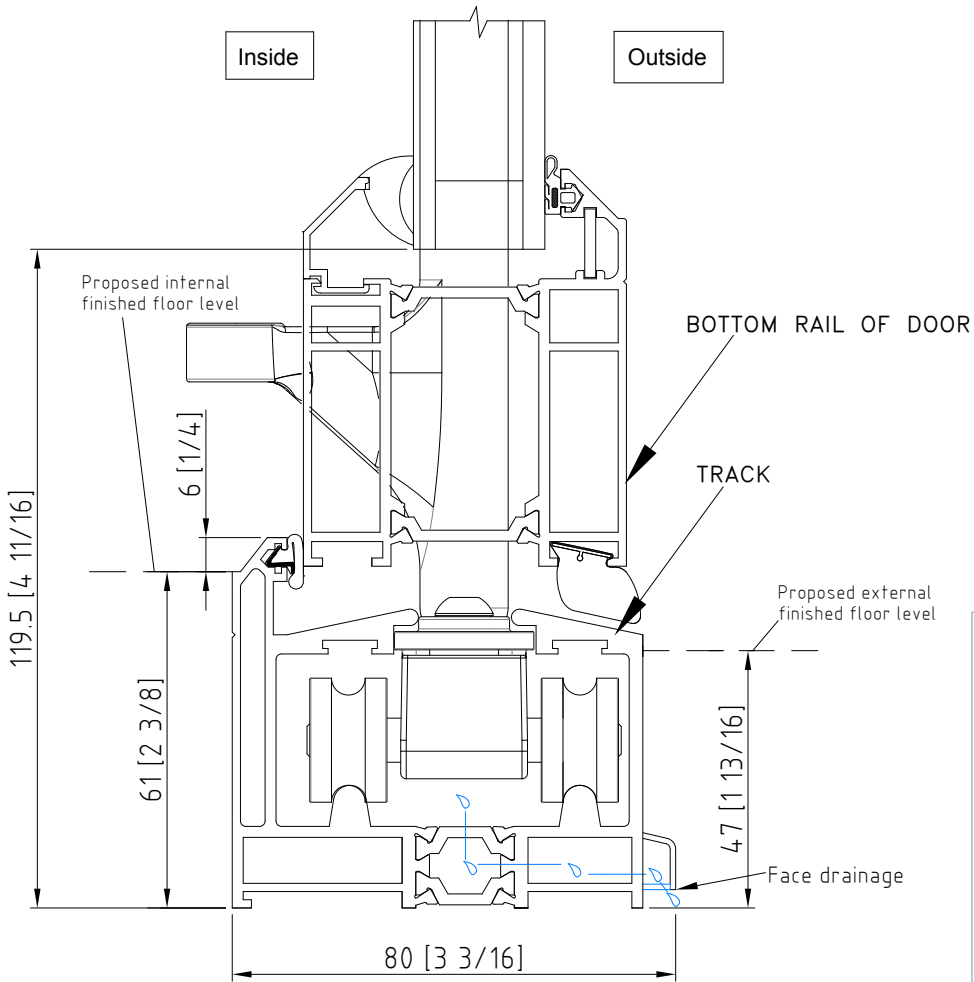 Inside
Outside
Proposed internal
finished floor level
BOTTOM RAIL OF DOOR
6 [1/4]
TRACK
119.5 [4 11/16]
Proposed external
finished floor level
61 [2 3/8]
47 [1 13/16]
Face drainage
80 [3 3/16]